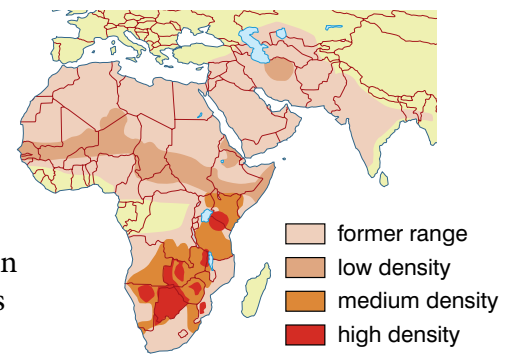 n
s
former range
low density
medium density
high density